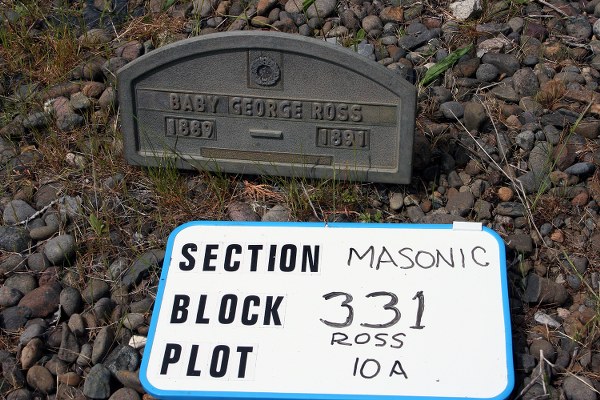 BABY GEORGE ROSS
1889 1891
SECTION MASONIC
BLOCK 331
ROSS
PLOT 10A